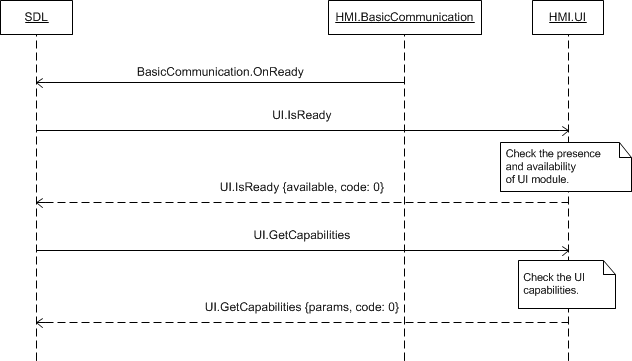 SDL
HMI.BasicCommunication
HMI.UI
BasicCommunication.OnReady
UI.IsReady
Check the presence
and availability
of UI module.
UI.IsReady {available, code: 0}
UI.GetCapabilities
Check the UI
capabilities.
UI.GetCapabilities {params, code: 0}